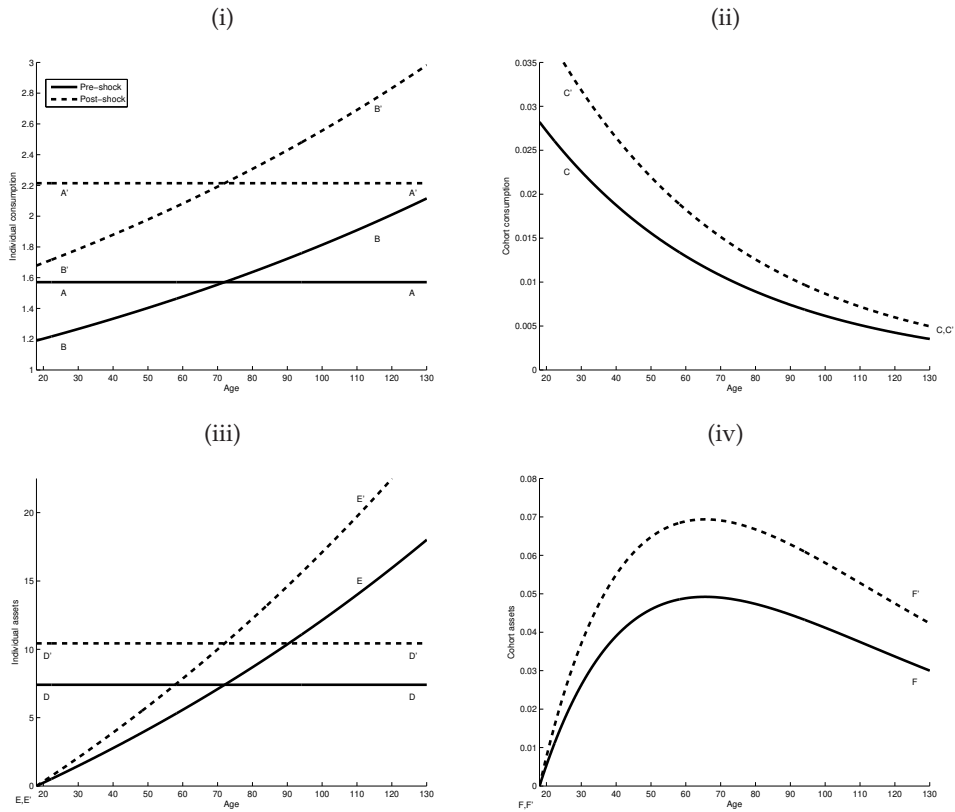 (i)
(ii)
Individual consumption
3
2.8
2.6
2.4
2.2
2
1.8
1.6
1.4
1.2
1
Pre−shock
Post−shock
B'
A'
A'
B
B'
A
A
B
20 30 40 50 60 70 80 90 100 110 120 130
Age
Cohort consumption
0.035
0.03
0.025
0.02
0.015
0.01
0.005
0
C'
C
C,C'
20 30 40 50 60 70 80 90 100 110 120 130
Age
(iii)
(iv)
Individual assets
20
15
10
5
0
E'
E
D'
D'
D
D
E,E'
20 30 40 50 60 70 80 90 100 110 120 130
Age
Cohort assets
0.08
0.07
0.06
0.05
0.04
0.03
0.02
0.01
0
F'
F
F,F'
20 30 40 50 60 70 80 90 100 110 120 130
Age